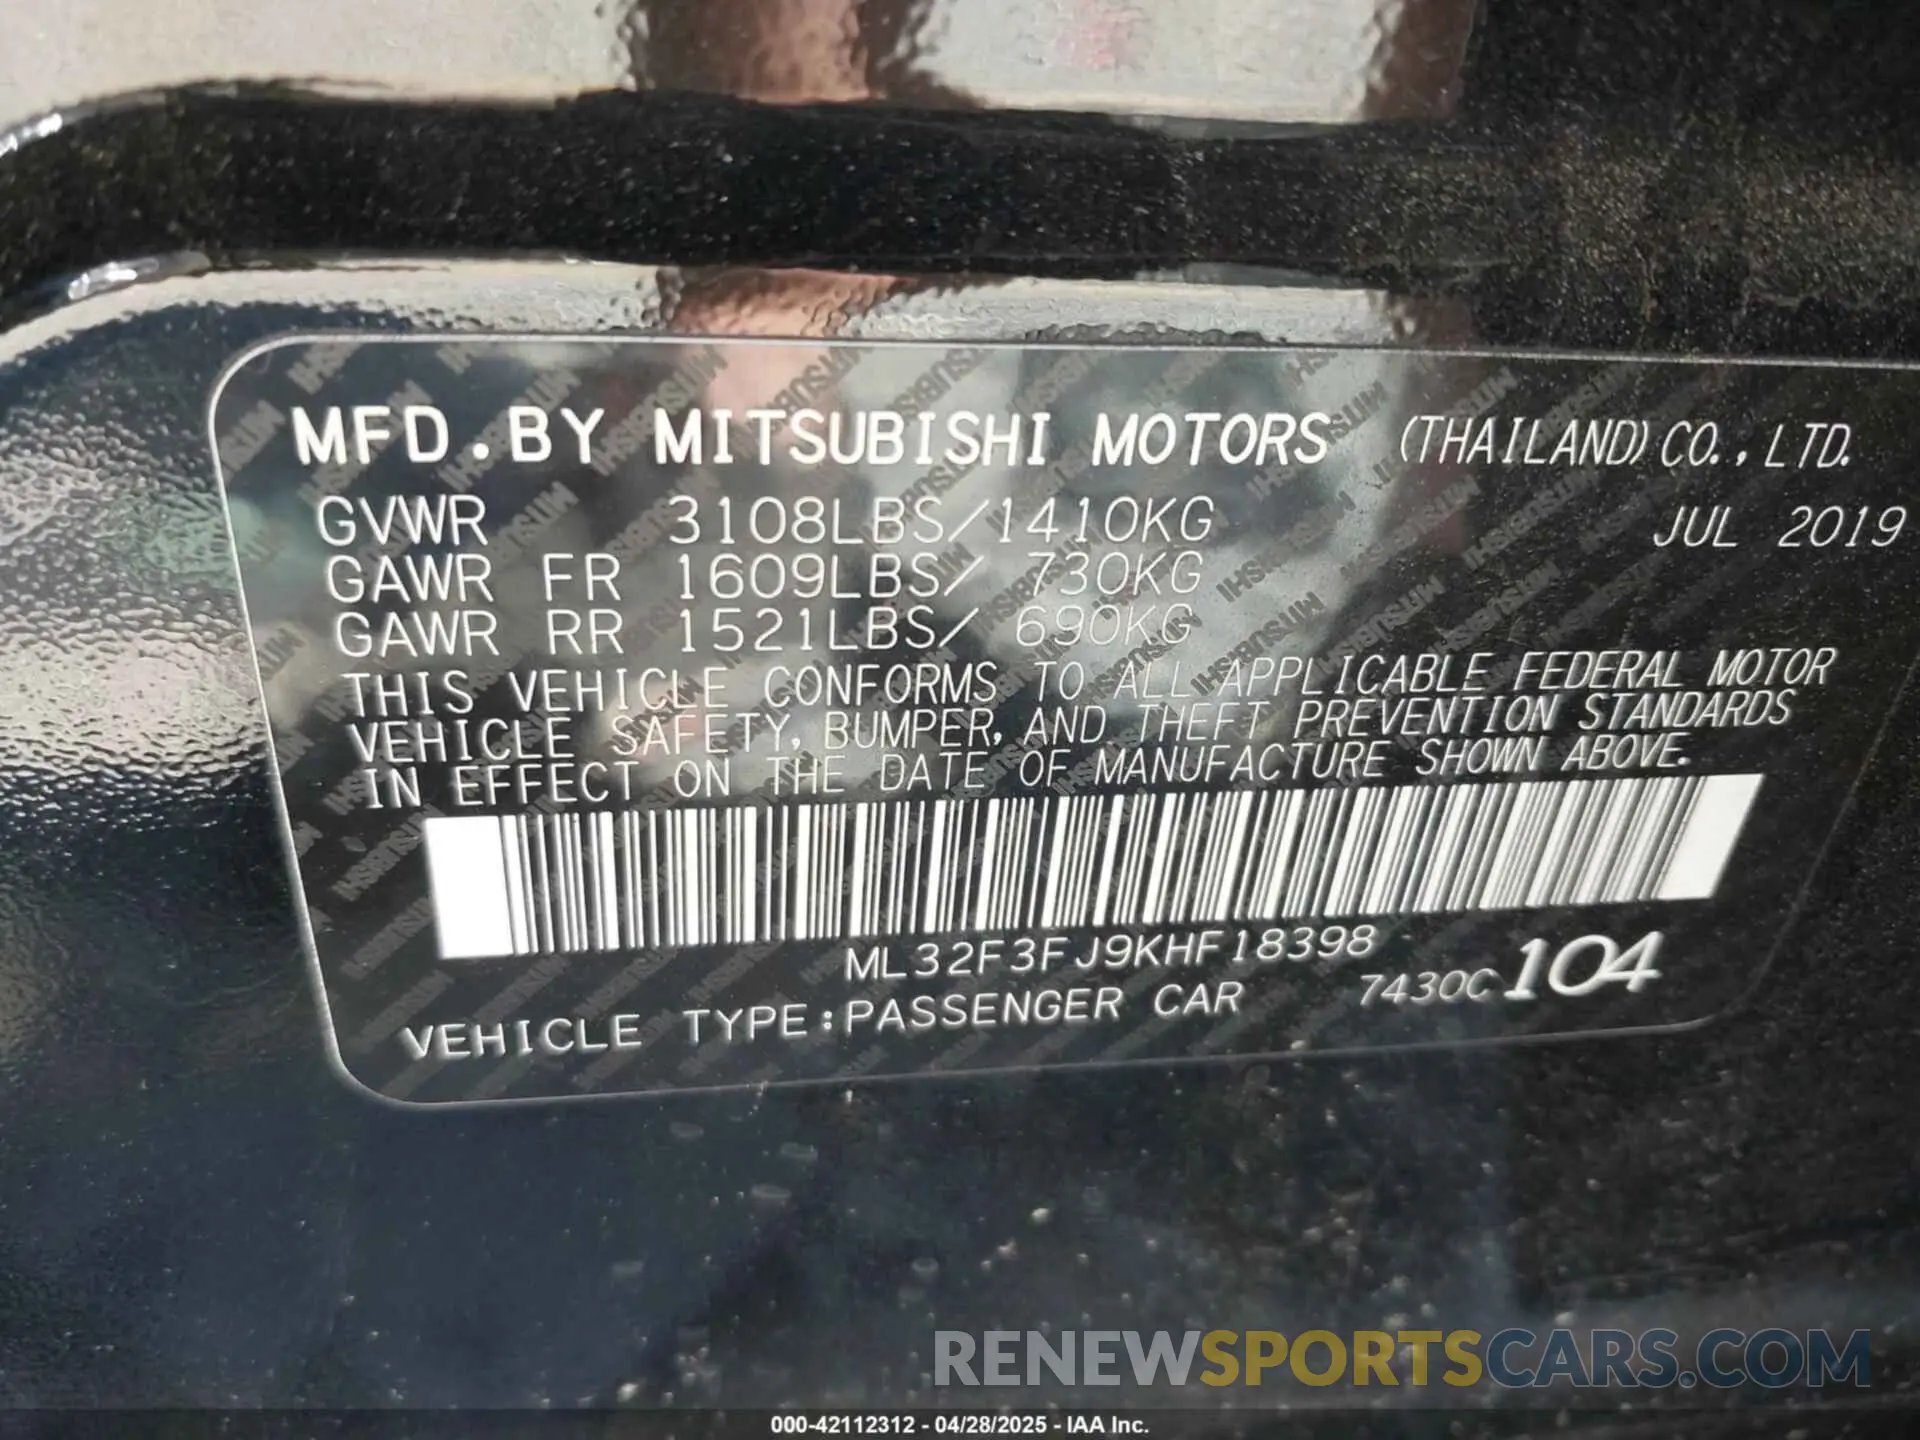 MFD.BY MITSUBISHI MOTORS (THAILAND) CO., LTD.
GVWR 3108LBS/1410KG JUL 2019
GAWR FR 1609LBS/ 730KG
GAWR RR 1521LBS/ 690KG
THIS VEHICLE CONFORMS TO ALL APPLICABLE FEDERAL MOTOR
VEHICLE SAFETY, BUMPER, AND THEFT PREVENTION STANDARDS
IN EFFECT ON THE DATE OF MANUFACTURE SHOWN ABOVE.
ML32F3FJ9KHF18398
VEHICLE TYPE:PASSENGER CAR 7430C 104
RENEWSPORTSCARS.COM
000-42112312 - 04/28/2025 - IAA Inc.